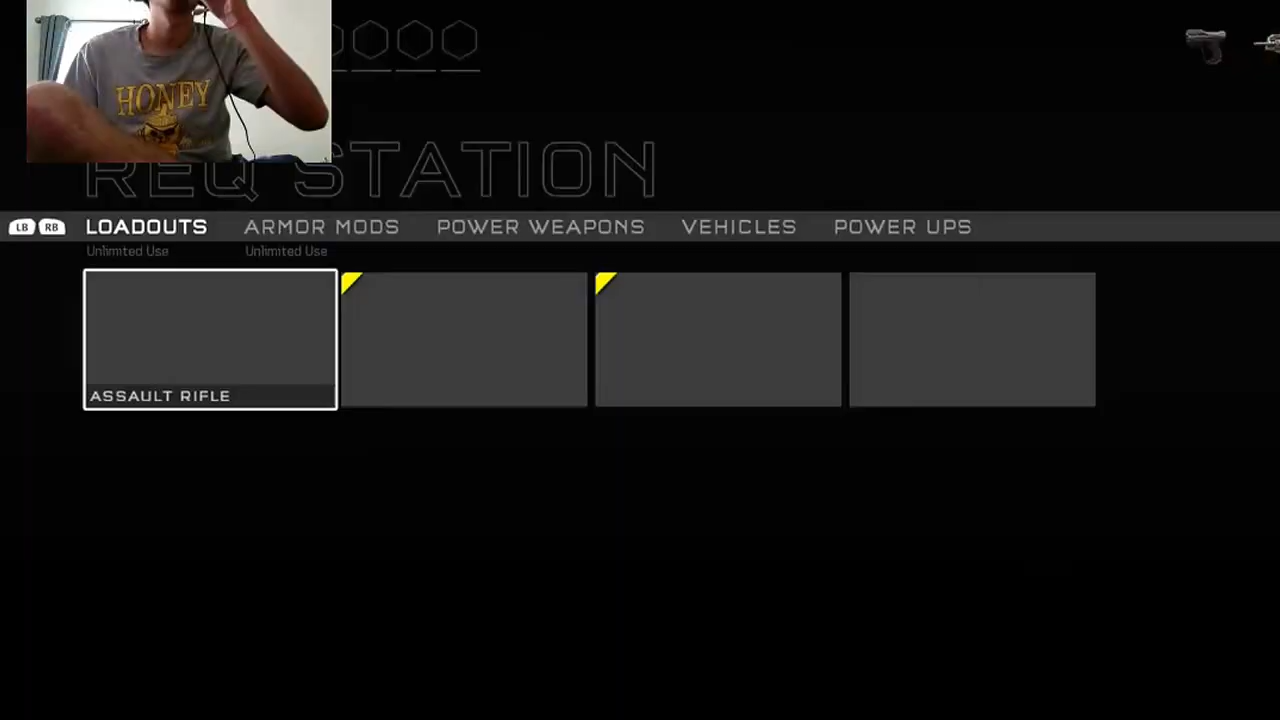 HONEY
REQ STATION
LB RB LOADOUTS ARMOR MODS POWER WEAPONS VEHICLES POWER UPS
Unlimited Use Unlimited Use
ASSAULT RIFLE